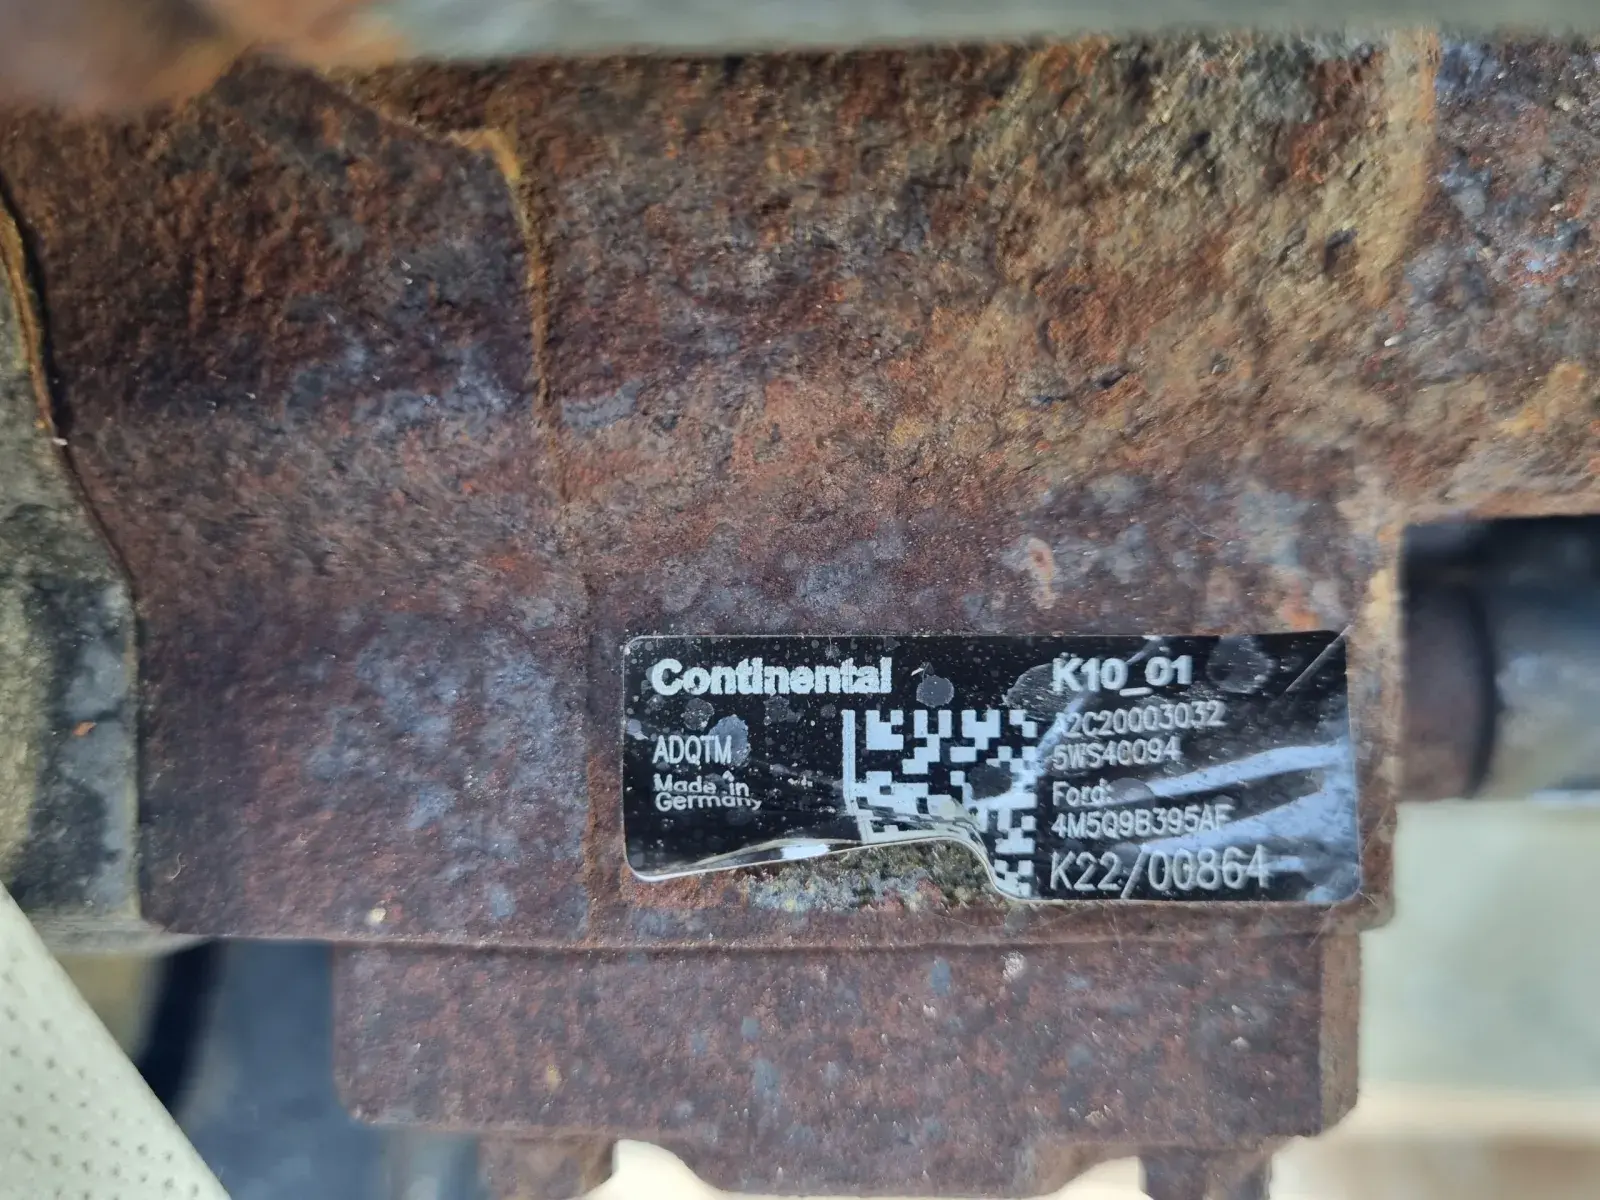 Continental
K10_01
A2C20003032
5WS40094
ADQTM
Made in
Germany
Ford:
4M5Q9B395AF
K22/00864